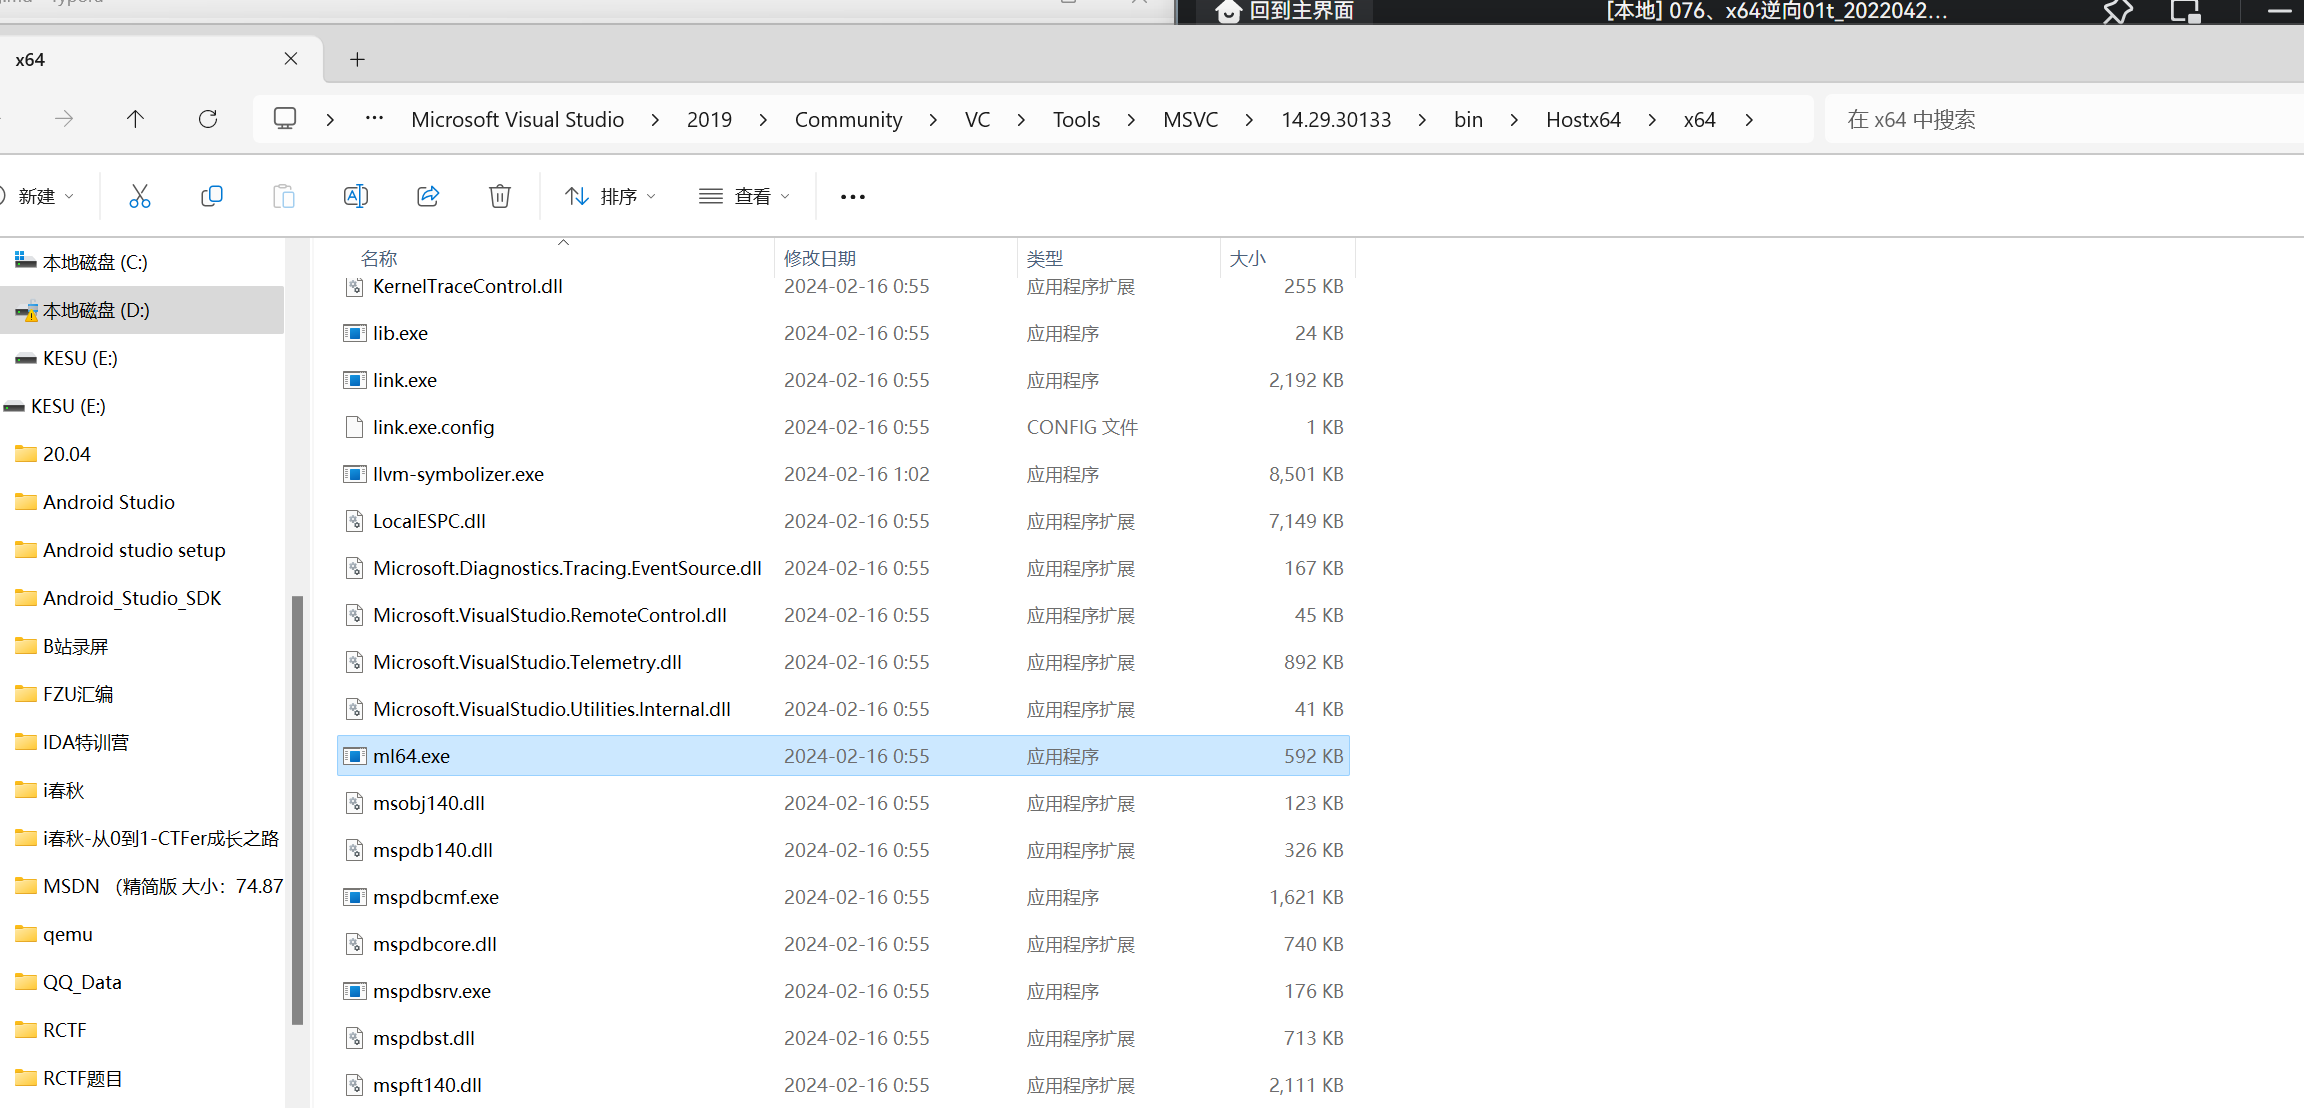 回到主界面
[本地] 076、x64逆向01t_2022042...
x64
Microsoft Visual Studio
2019
Community
VC
Tools
MSVC
14.29.30133
bin
Hostx64
x64
在 x64 中搜索
新建
排序
查看
本地磁盘 (C:)
本地磁盘 (D:)
KESU (E:)
KESU (E:)
20.04
Android Studio
Android studio setup
Android_Studio_SDK
B站录屏
FZU汇编
IDA特训营
i春秋
i春秋-从0到1-CTFer成长之路
MSDN （精简版 大小：74.87
qemu
QQ_Data
RCTF
RCTF题目
名称 修改日期 类型 大小
KernelTraceControl.dll 2024-02-16 0:55 应用程序扩展 255 KB
lib.exe 2024-02-16 0:55 应用程序 24 KB
link.exe 2024-02-16 0:55 应用程序 2,192 KB
link.exe.config 2024-02-16 0:55 CONFIG 文件 1 KB
llvm-symbolizer.exe 2024-02-16 1:02 应用程序 8,501 KB
LocalESPC.dll 2024-02-16 0:55 应用程序扩展 7,149 KB
Microsoft.Diagnostics.Tracing.EventSource.dll 2024-02-16 0:55 应用程序扩展 167 KB
Microsoft.VisualStudio.RemoteControl.dll 2024-02-16 0:55 应用程序扩展 45 KB
Microsoft.VisualStudio.Telemetry.dll 2024-02-16 0:55 应用程序扩展 892 KB
Microsoft.VisualStudio.Utilities.Internal.dll 2024-02-16 0:55 应用程序扩展 41 KB
ml64.exe 2024-02-16 0:55 应用程序 592 KB
msobj140.dll 2024-02-16 0:55 应用程序扩展 123 KB
mspdb140.dll 2024-02-16 0:55 应用程序扩展 326 KB
mspdbcmf.exe 2024-02-16 0:55 应用程序 1,621 KB
mspdbcore.dll 2024-02-16 0:55 应用程序扩展 740 KB
mspdbsrv.exe 2024-02-16 0:55 应用程序 176 KB
mspdbst.dll 2024-02-16 0:55 应用程序扩展 713 KB
mspft140.dll 2024-02-16 0:55 应用程序扩展 2,111 KB